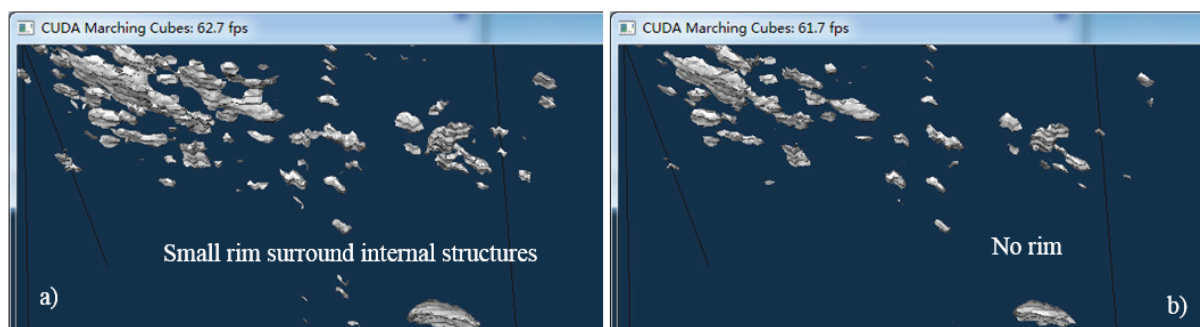 CUDA Marching Cubes: 62.7 fps
Small rim surround internal structures
a)
CUDA Marching Cubes: 61.7 fps
No rim
b)